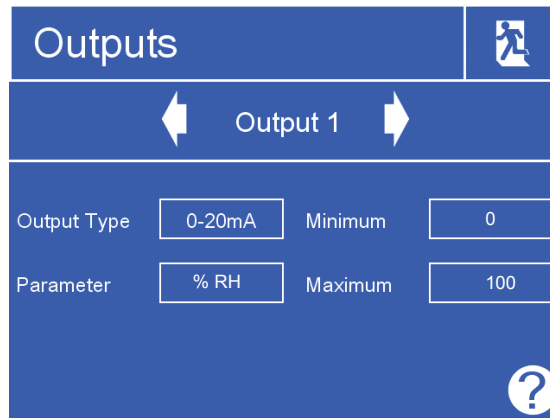 Outputs
Output 1
Output Type 0-20mA Minimum 0
Parameter % RH Maximum 100
?